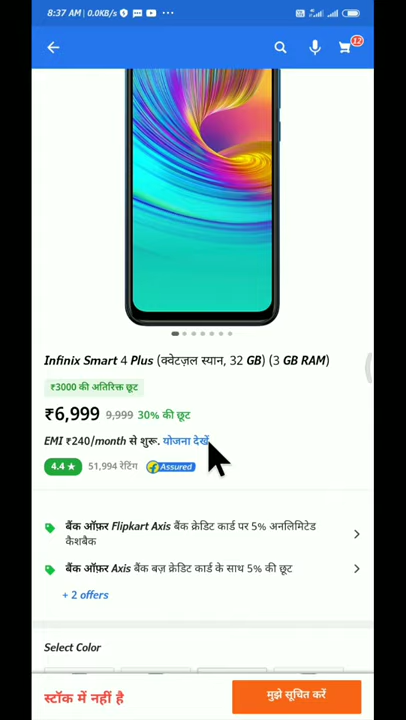 8:37 AM | 0.0KB/s
12
Infinix Smart 4 Plus (क्वेटज़ल स्यान, 32 GB) (3 GB RAM)
₹3000 की अतिरिक्त छूट
₹6,999 9,999 30% की छूट
EMI ₹240/month से शुरू. योजना देखें
4.4 ★ 51,994 रेटिंग Assured
बैंक ऑफ़र Flipkart Axis बैंक क्रेडिट कार्ड पर 5% अनलिमिटेड
कैशबैक
बैंक ऑफ़र Axis बैंक बज़ क्रेडिट कार्ड के साथ 5% की छूट
+ 2 offers
Select Color
स्टॉक में नहीं है
मुझे सूचित करें